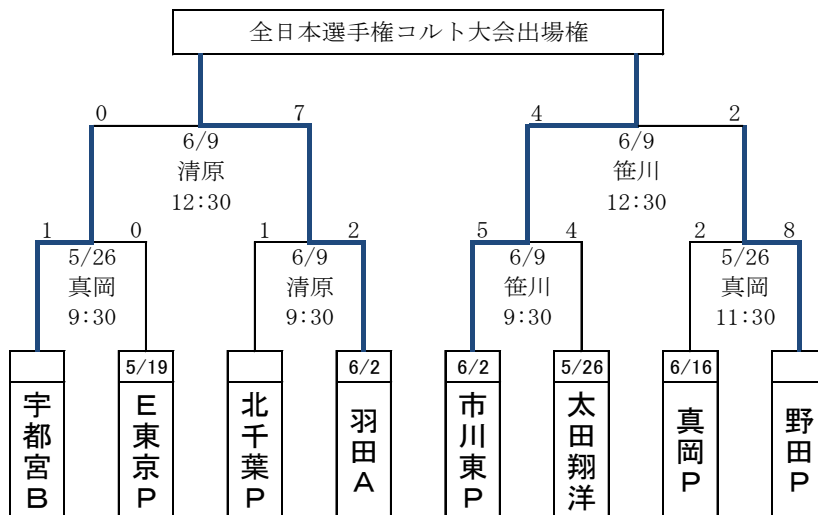 全日本選手権コルト大会出場権
0 7 4 2
6/9 6/9
清原 笹川
12:30 12:30
1 0 1 2 5 4 2 8
5/26 6/9 6/9 5/26
真岡 清原 笹川 真岡
9:30 9:30 9:30 11:30
5/19 6/2 6/2 5/26 6/16
宇都宮B
E東京P
北千葉P
羽田A
市川東P
太田翔洋
真岡P
野田P